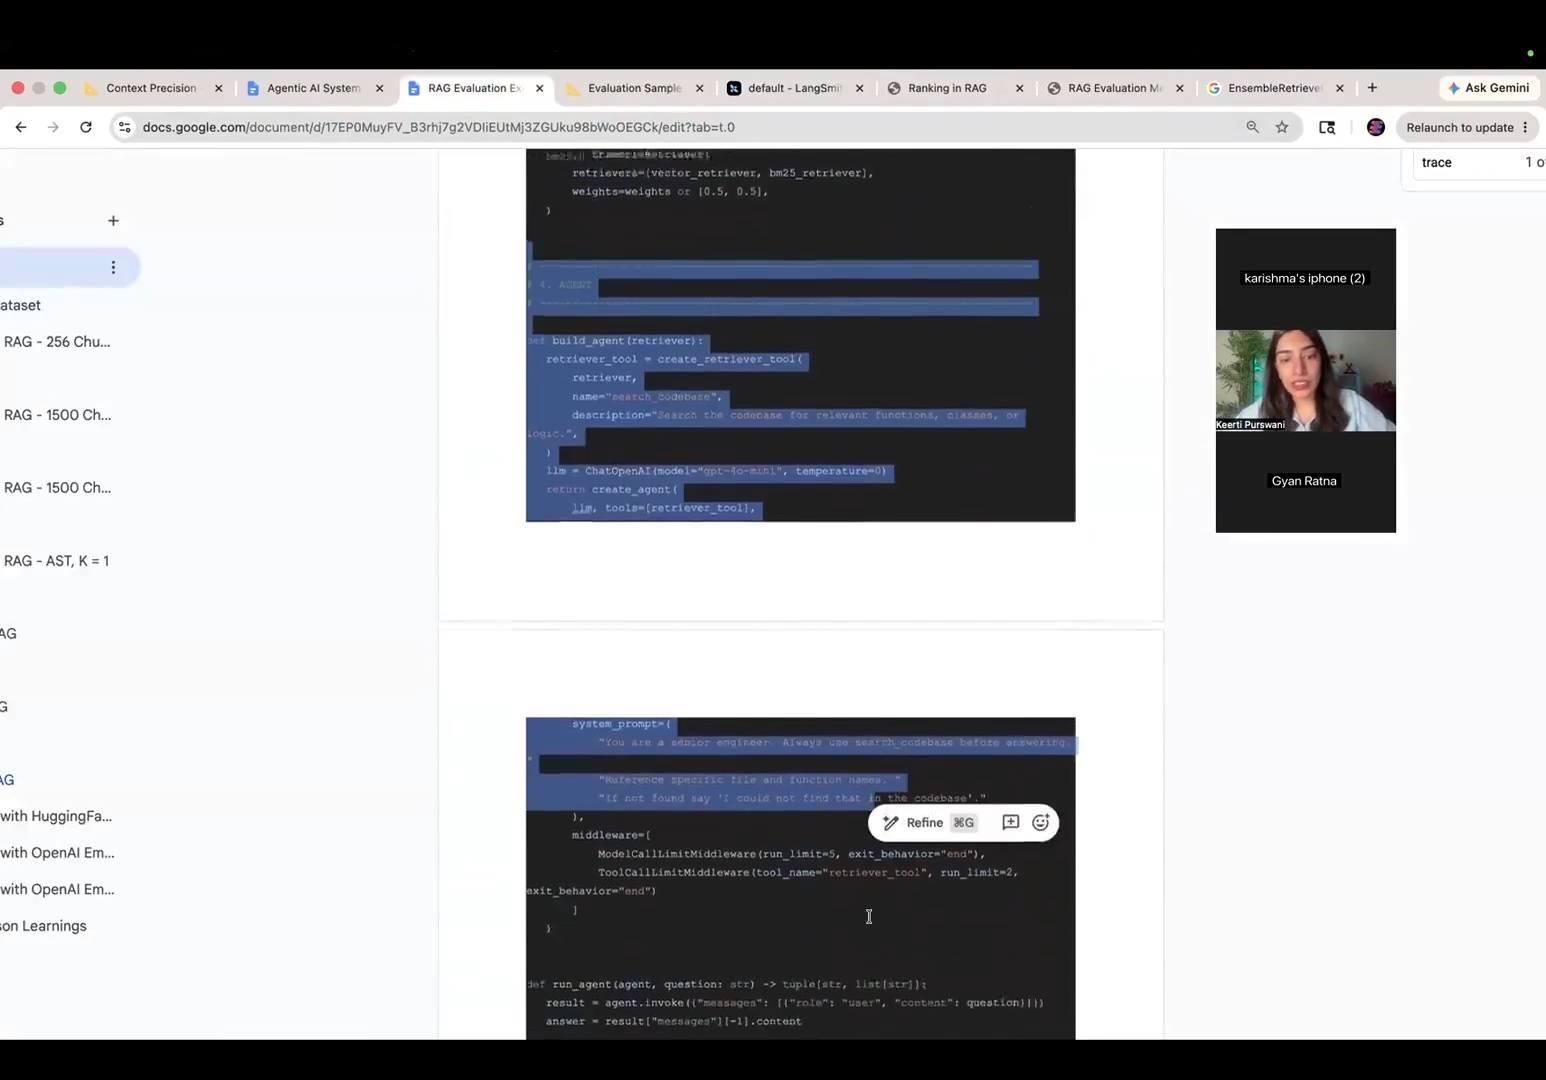 Context Precision
Agentic AI System
RAG Evaluation Ex
Evaluation Sample
default - LangSmi
Ranking in RAG
RAG Evaluation Me
EnsembleRetrieve
Ask Gemini
docs.google.com/document/d/17EP0MuyFV_B3rhj7g2VDIiEUtMj3ZGUku98bWoOEGCk/edit?tab=t.0
Relaunch to update
trace 1 o
s
ataset
RAG - 256 Chu...
RAG - 1500 Ch...
RAG - 1500 Ch...
RAG - AST, K = 1
AG
G
AG
with HuggingFa...
with OpenAI Em...
with OpenAI Em...
son Learnings
retrievers=[vector_retriever, bm25_retriever],
weights=weights or [0.5, 0.5],
)
# 4. AGENT
def build_agent(retriever):
retriever_tool = create_retriever_tool(
retriever,
name="search_codebase",
description="Search the codebase for relevant functions, classes, or
logic.",
)
llm = ChatOpenAI(model="gpt-4o-mini", temperature=0)
return create_agent(
llm, tools=[retriever_tool],
system_prompt=(
"You are a senior engineer. Always use search_codebase before answering.
"
"Reference specific file and function names. "
"If not found say 'I could not find that in the codebase'."
),
middleware=[
ModelCallLimitMiddleware(run_limit=5, exit_behavior="end"),
ToolCallLimitMiddleware(tool_name="retriever_tool", run_limit=2,
exit_behavior="end")
]
)
def run_agent(agent, question: str) -> tuple[str, list[str]]:
result = agent.invoke({"messages": [{"role": "user", "content": question}]})
answer = result["messages"][-1].content
Refine ⌘G
karishma's iphone (2)
Keerti Purswani
Gyan Ratna